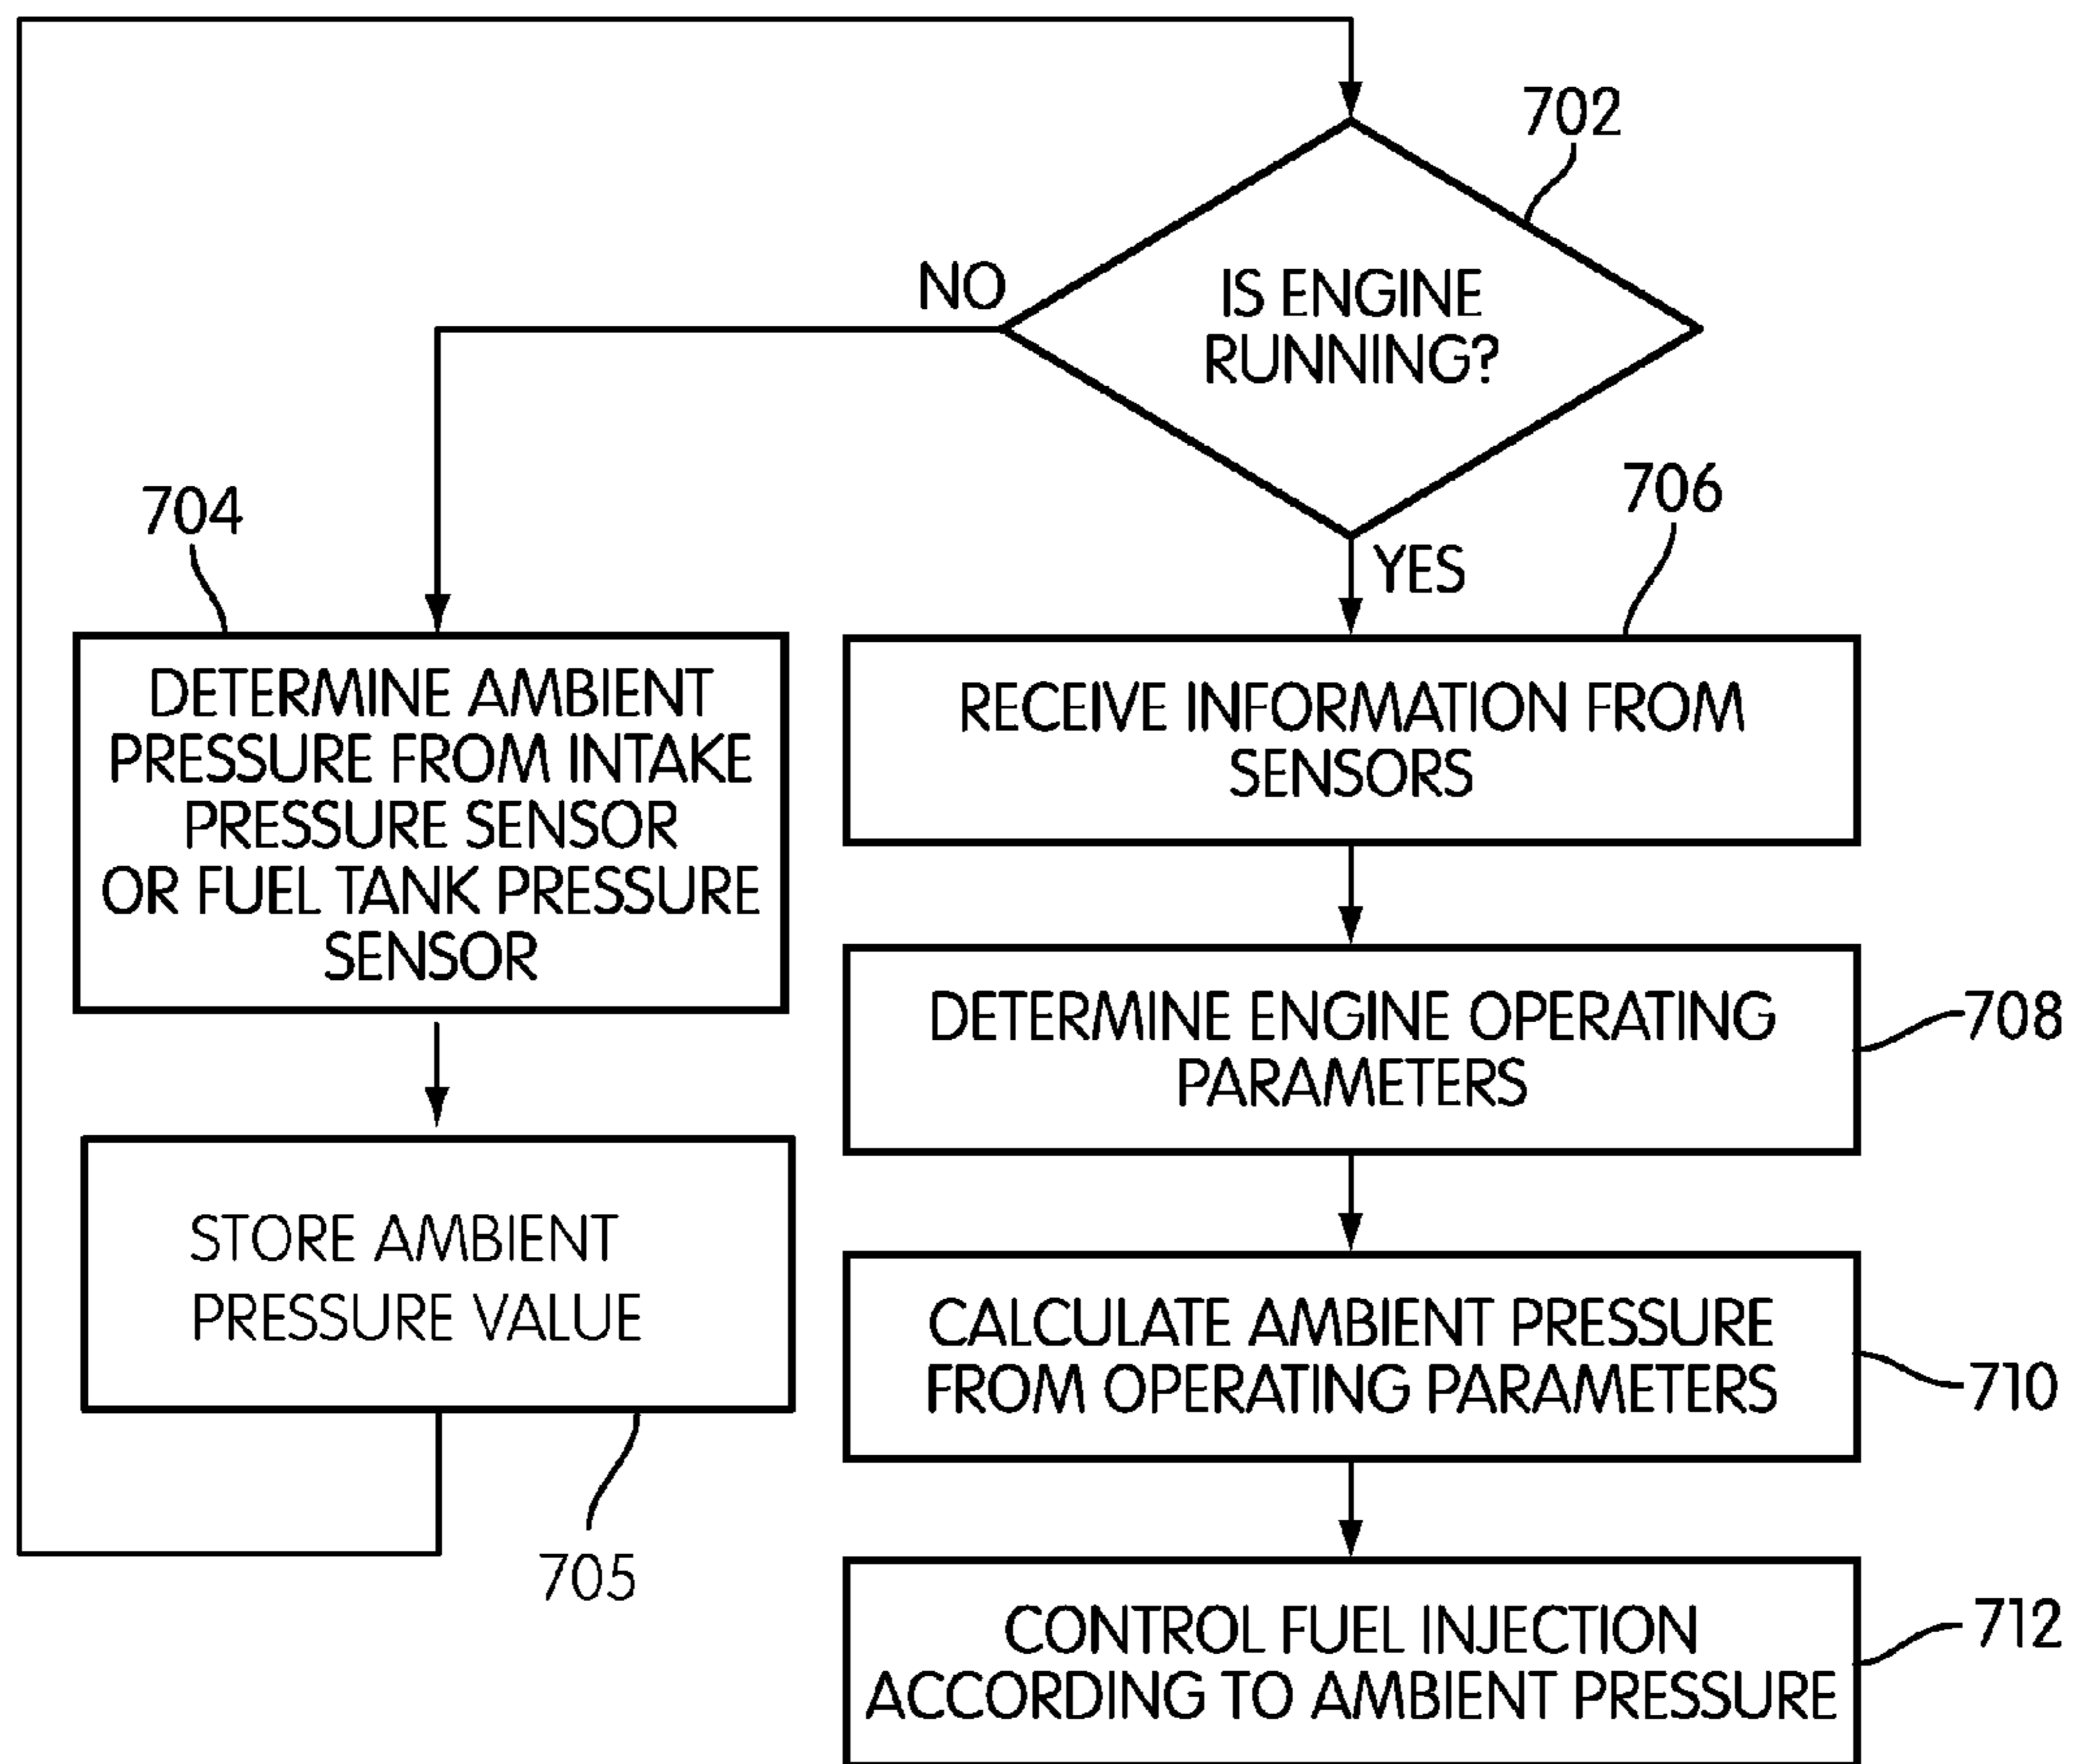 702
IS ENGINE
RUNNING?
NO
YES
704
DETERMINE AMBIENT
PRESSURE FROM INTAKE
PRESSURE SENSOR
OR FUEL TANK PRESSURE
SENSOR
STORE AMBIENT
PRESSURE VALUE
705
706
RECEIVE INFORMATION FROM
SENSORS
DETERMINE ENGINE OPERATING
PARAMETERS
708
CALCULATE AMBIENT PRESSURE
FROM OPERATING PARAMETERS
710
CONTROL FUEL INJECTION
ACCORDING TO AMBIENT PRESSURE
712